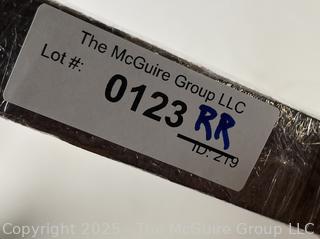 The McGuire Group LLC
Lot #:
0123 RR
ID: 219
Copyright 2025 The McGuire Group LLC